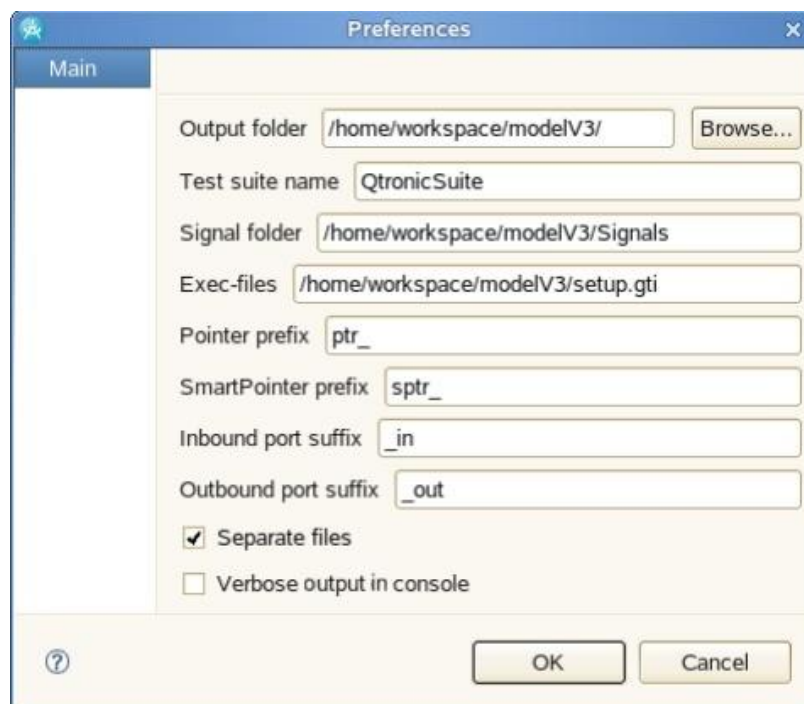 Preferences
Main
Output folder /home/workspace/modelV3/ Browse...
Test suite name QtronicSuite
Signal folder /home/workspace/modelV3/Signals
Exec-files /home/workspace/modelV3/setup.gti
Pointer prefix ptr_
SmartPointer prefix sptr_
Inbound port suffix _in
Outbound port suffix _out
Separate files
Verbose output in console
OK Cancel